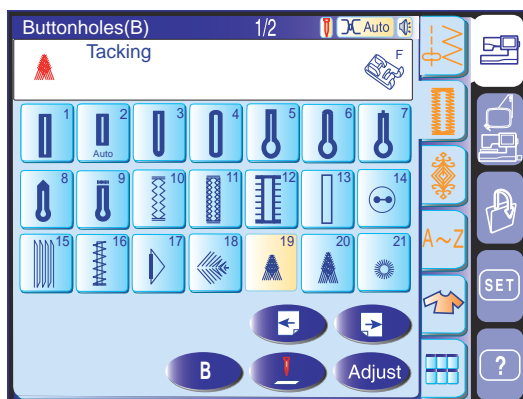 Buttonholes(B) 1/2 Auto
Tacking F
1 2 3 4 5 6 7
Auto
8 9 10 11 12 13 14
15 16 17 18 19 20 21
A~Z
SET
B Adjust ?